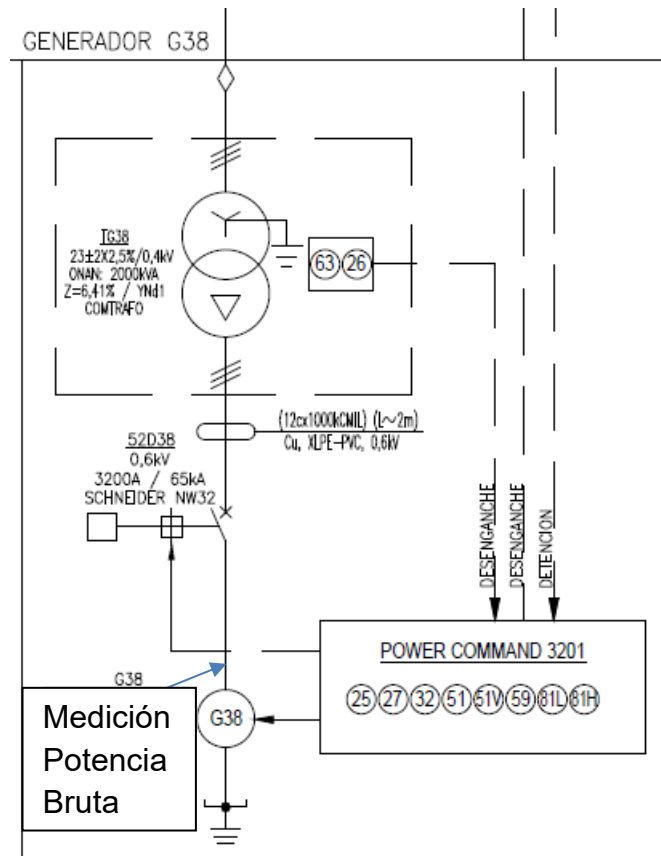 GENERADOR G38
TG38
23±2X2,5%/0,4kV
ONAN: 2000kVA
Z=6,41% / YNd1
COMTRAFO
63 26
(12cx1000kCMIL) (L~2m)
Cu, XLPE-PVC, 0,6kV
52D38
0,6kV
3200A / 65kA
SCHNEIDER NW32
DESENGANCHE
DESENGANCHE
DETENCION
POWER COMMAND 3201
25 27 32 51 51V 59 81L 81H
G38
G38
Medición
Potencia
Bruta